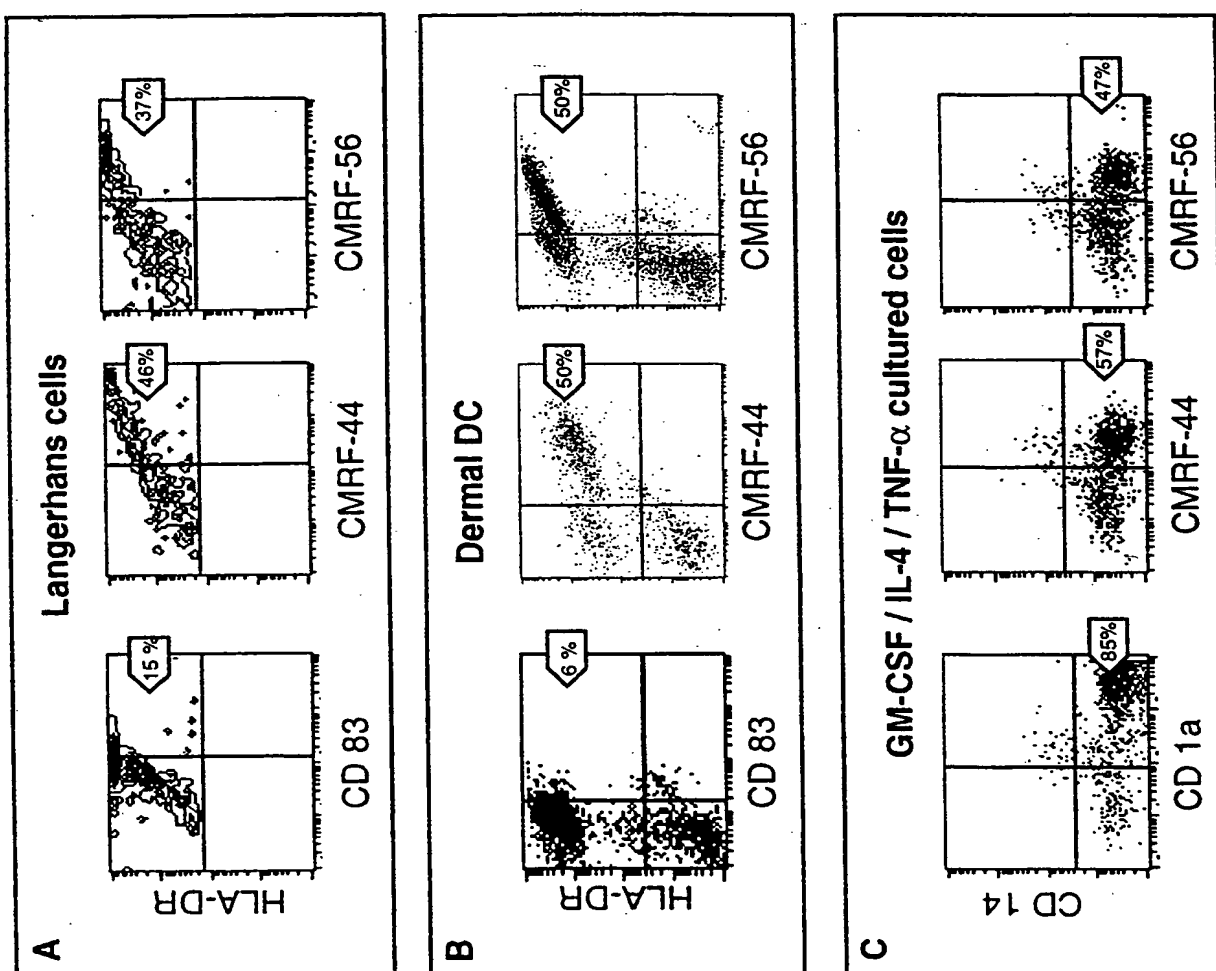 A
Langerhans cells
HLA-DR
15 %
46%
37%
CD 83
CMRF-44
CMRF-56
B
Dermal DC
HLA-DR
6 %
50%
50%
CD 83
CMRF-44
CMRF-56
C
GM-CSF / IL-4 / TNF-α cultured cells
CD 14
85%
57%
47%
CD 1a
CMRF-44
CMRF-56